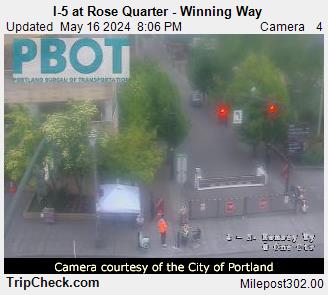 I-5 at Rose Quarter - Winning Way
Updated May 16 2024 8:06 PM Camera 4
PBOT
PORTLAND BUREAU OF TRANSPORTATION
Camera courtesy of the City of Portland
TripCheck.com Milepost302.00